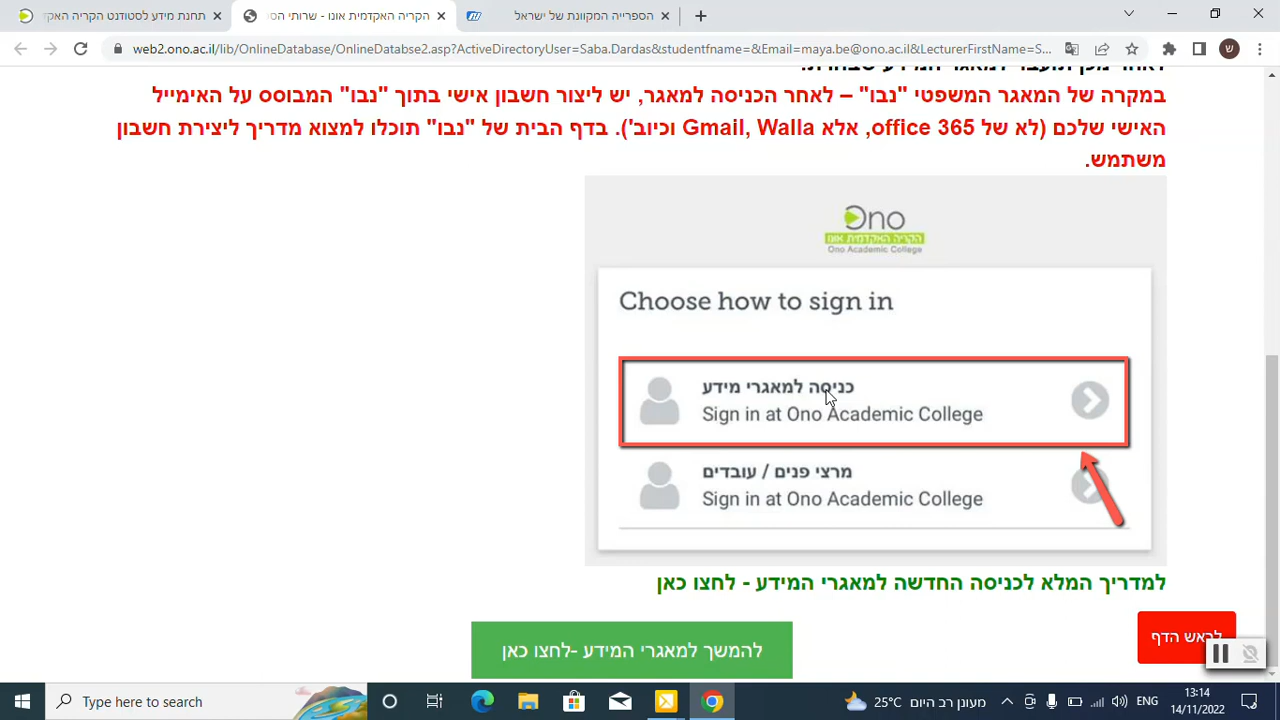 תחנת מידע לסטודנט הקריה האקד
הקריה האקדמית אונו - שרותי הס
הספרייה המקוונת של ישראל
web2.ono.ac.il/lib/OnlineDatabase/OnlineDatabse2.asp?ActiveDirectoryUser=Saba.Dardas&studentfname=&Email=maya.be@ono.ac.il&LecturerFirstName=S...
ש
במקרה של המאגר המשפטי "נבו" – לאחר הכניסה למאגר, יש ליצור חשבון אישי בתוך "נבו" המבוסס על האימייל
האישי שלכם (לא של office 365, אלא Gmail, Walla וכיוב'). בדף הבית של "נבו" תוכלו למצוא מדריך ליצירת חשבון
משתמש.
Ono
הקריה האקדמית אונו
Ono Academic College
Choose how to sign in
כניסה למאגרי מידע
Sign in at Ono Academic College
מרצי פנים / עובדים
Sign in at Ono Academic College
למדריך המלא לכניסה החדשה למאגרי המידע - לחצו כאן
לראש הדף
להמשך למאגרי המידע -לחצו כאן
Type here to search
25°C מעונן רב היום
ENG
13:14
14/11/2022